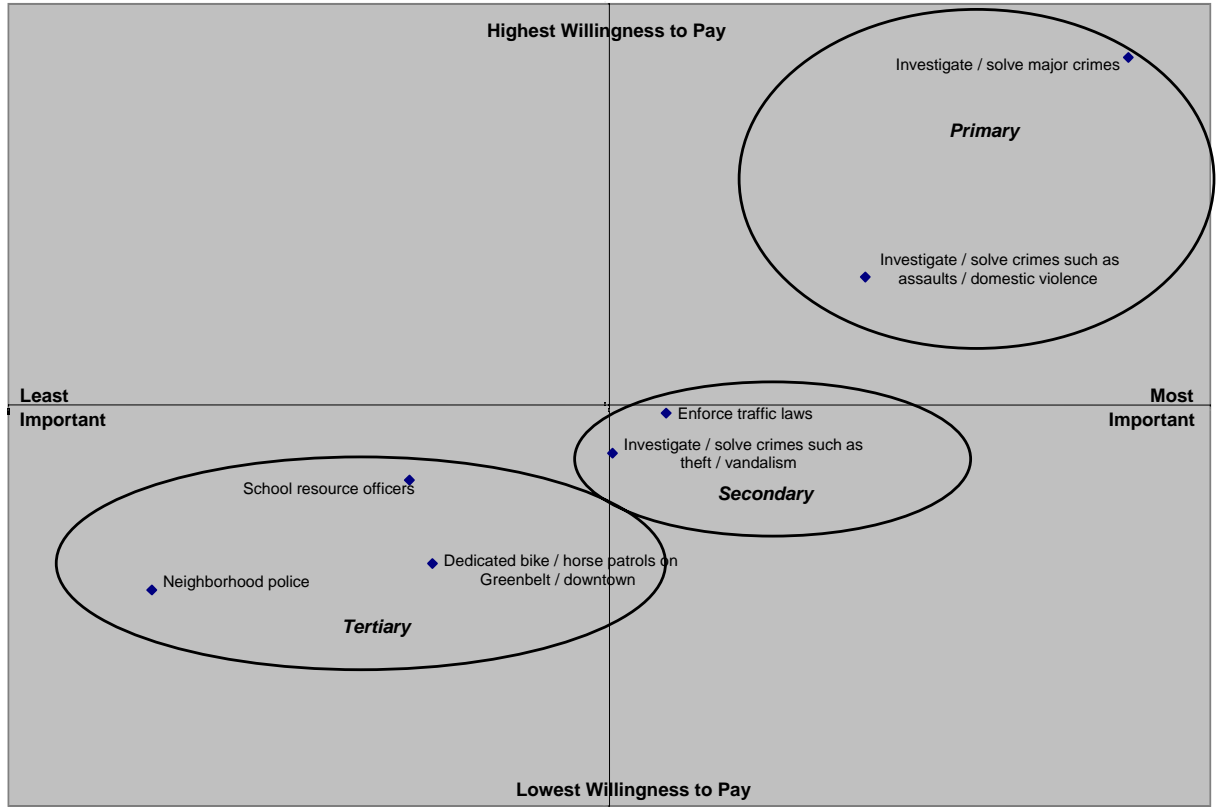 Highest Willingness to Pay
Investigate / solve major crimes
Primary
Investigate / solve crimes such as
assaults / domestic violence
Least
Important
Most
Important
Enforce traffic laws
Investigate / solve crimes such as
theft / vandalism
Secondary
School resource officers
Dedicated bike / horse patrols on
Greenbelt / downtown
Neighborhood police
Tertiary
Lowest Willingness to Pay